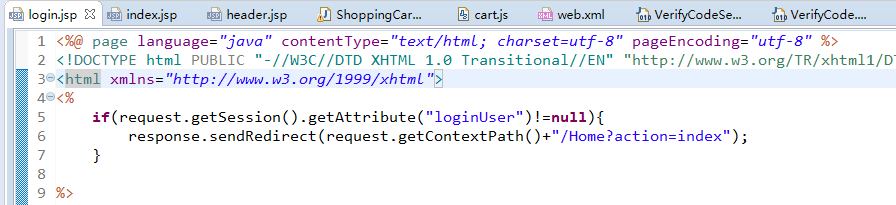 login.jsp index.jsp header.jsp ShoppingCar... cart.js web.xml VerifyCodeSe... VerifyCode....
1 <%@ page language="java" contentType="text/html; charset=utf-8" pageEncoding="utf-8" %>
2 <!DOCTYPE html PUBLIC "-//W3C//DTD XHTML 1.0 Transitional//EN" "http://www.w3.org/TR/xhtml1/DT
3 <html xmlns="http://www.w3.org/1999/xhtml">
4 <%
5 if(request.getSession().getAttribute("loginUser")!=null){
6 response.sendRedirect(request.getContextPath()+"/Home?action=index");
7 }
8
9 %>